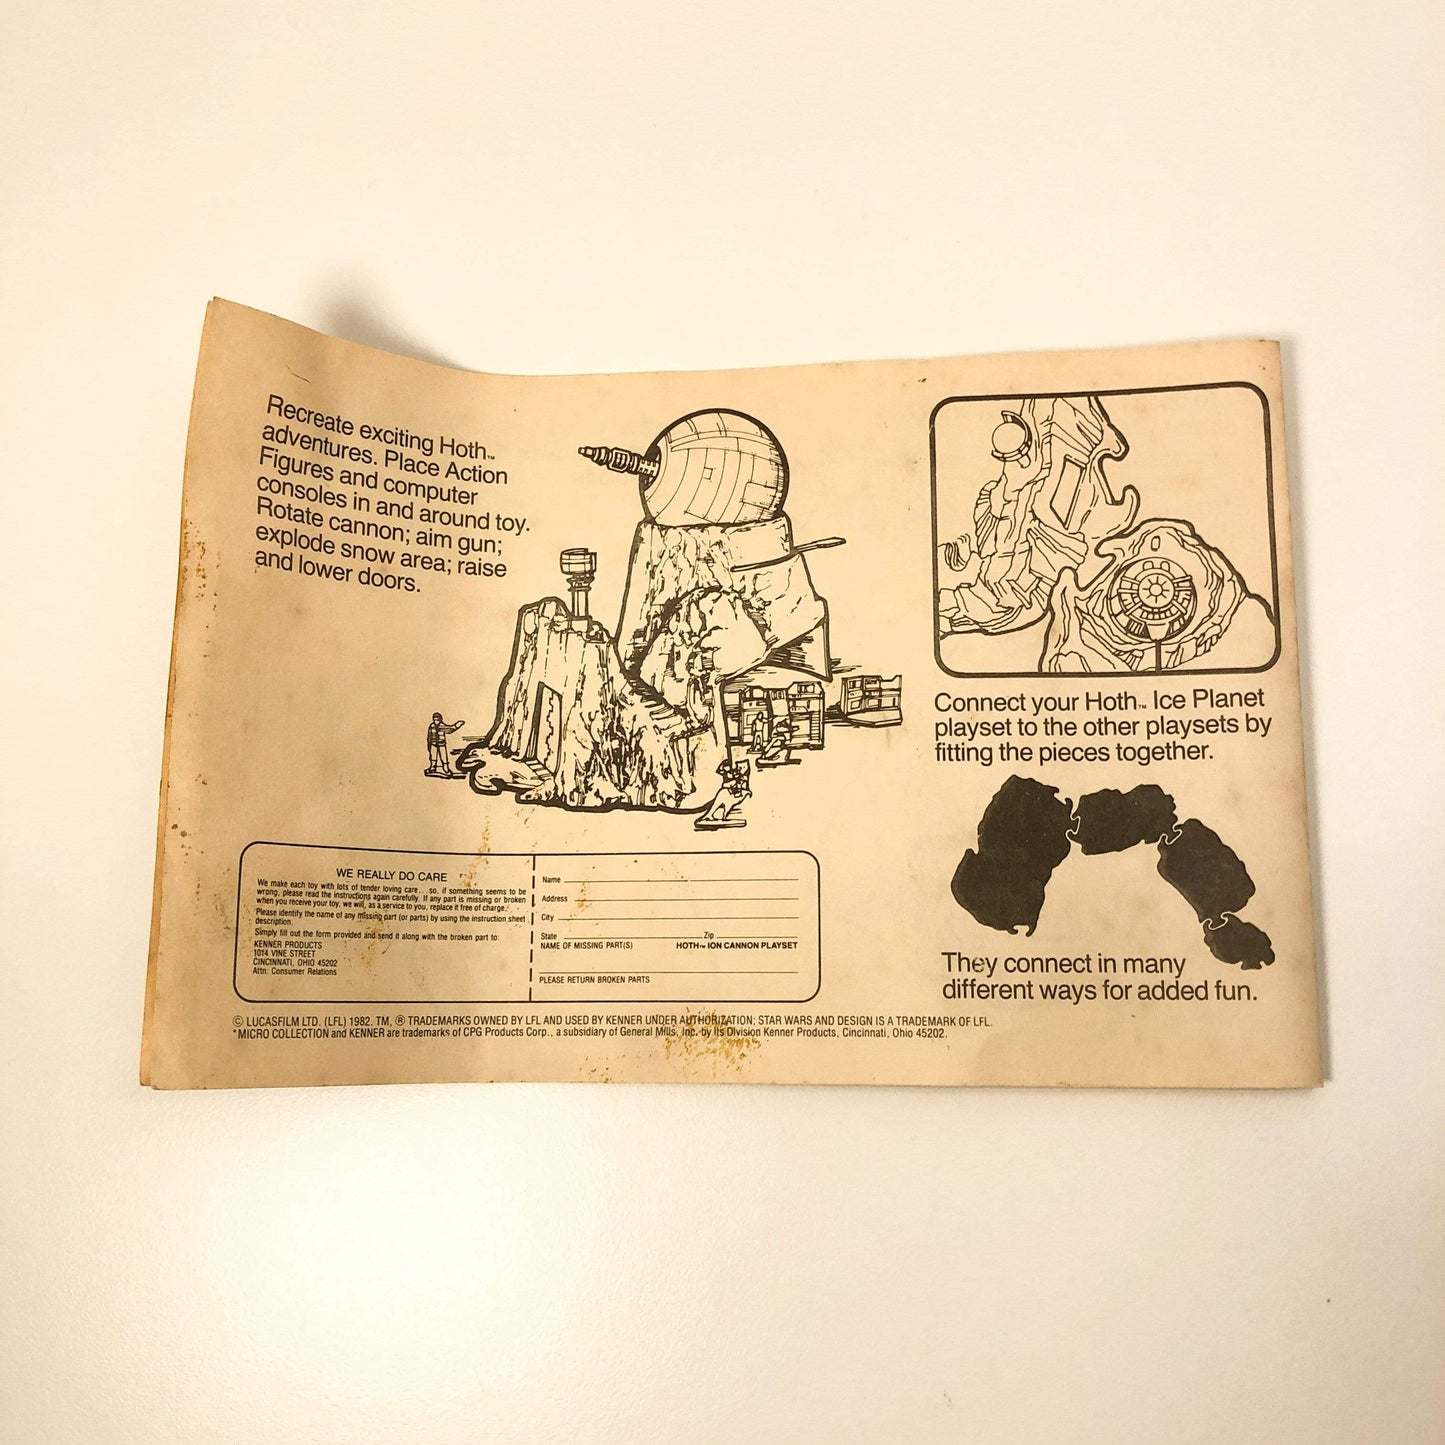 Recreate exciting Hoth™
adventures. Place Action
Figures and computer
consoles in and around toy.
Rotate cannon; aim gun;
explode snow area; raise
and lower doors.
Connect your Hoth™ Ice Planet
playset to the other playsets by
fitting the pieces together.
They connect in many
different ways for added fun.
WE REALLY DO CARE
We make each toy with lots of tender loving care...so, if something seems to be
wrong, please read the instructions again carefully. If any part is missing or broken
when you receive your toy, we will, as a service to you, replace it free of charge.
Please identify the name of any missing part (or parts) by using the instruction sheet
description.
Simply fill out the form provided and send it along with the broken part to:
KENNER PRODUCTS
1014 VINE STREET
CINCINNATI, OHIO 45202
Attn: Consumer Relations
Name
Address
City
State Zip
NAME OF MISSING PART(S) HOTH™ ION CANNON PLAYSET
PLEASE RETURN BROKEN PARTS
© LUCASFILM LTD. (LFL) 1982. TM, ® TRADEMARKS OWNED BY LFL AND USED BY KENNER UNDER AUTHORIZATION; STAR WARS AND DESIGN IS A TRADEMARK OF LFL.
*MICRO COLLECTION and KENNER are trademarks of CPG Products Corp., a subsidiary of General Mills, Inc. by Its Division Kenner Products, Cincinnati, Ohio 45202.